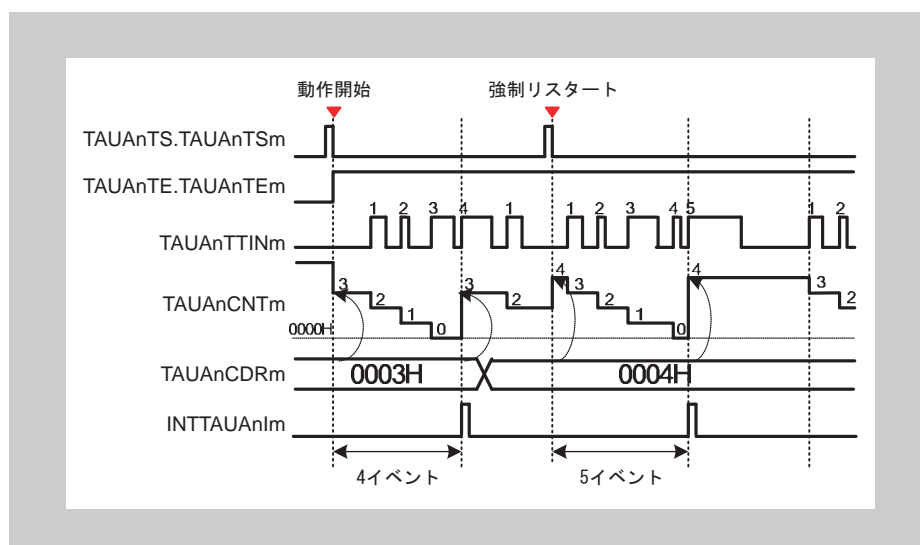 動作開始 強制リスタート
TAUAnTS.TAUAnTSm
TAUAnTE.TAUAnTEm
1 2 3 4 1 1 2 3 4 5 1 2
TAUAnTTINm
3 2 1 0 3 2 4 3 2 1 0 4 3 2
TAUAnCNTm
0000H
TAUAnCDRm 0003H 0004H
INTTAUAnIm
4イベント 5イベント